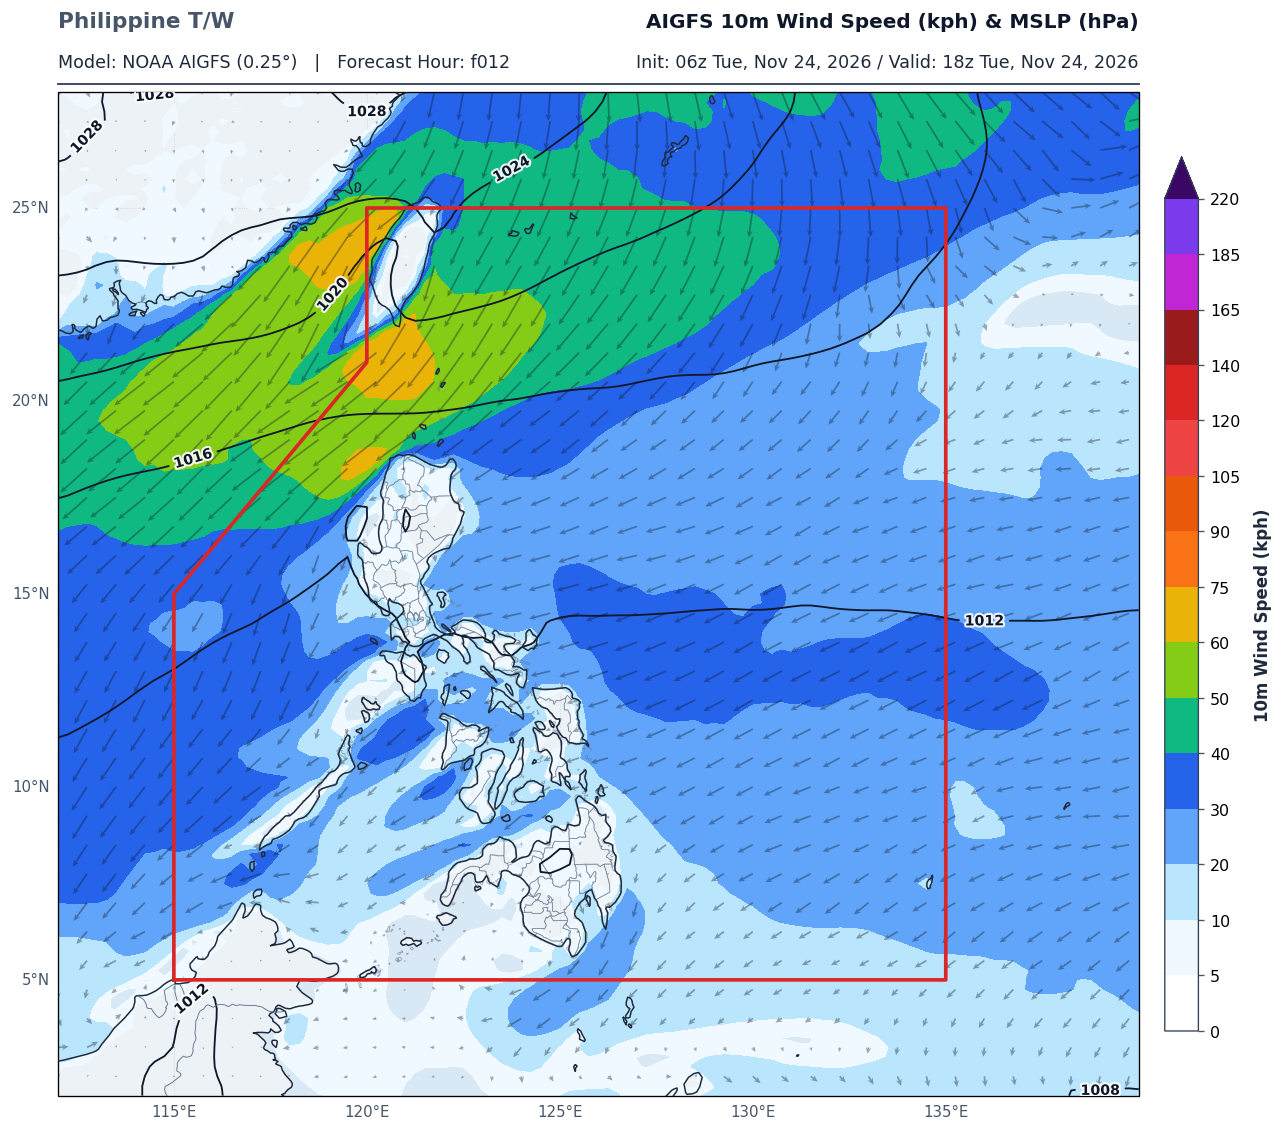 Philippine T/W
AIGFS 10m Wind Speed (kph) & MSLP (hPa)
Model: NOAA AIGFS (0.25°) | Forecast Hour: f012
Init: 06z Tue, Nov 24, 2026 / Valid: 18z Tue, Nov 24, 2026
1028
1028
1028
1024
1020
1016
1012
1012
1008
25°N
20°N
15°N
10°N
5°N
115°E
120°E
125°E
130°E
135°E
220
185
165
140
120
105
90
75
60
50
40
30
20
10
5
0
10m Wind Speed (kph)